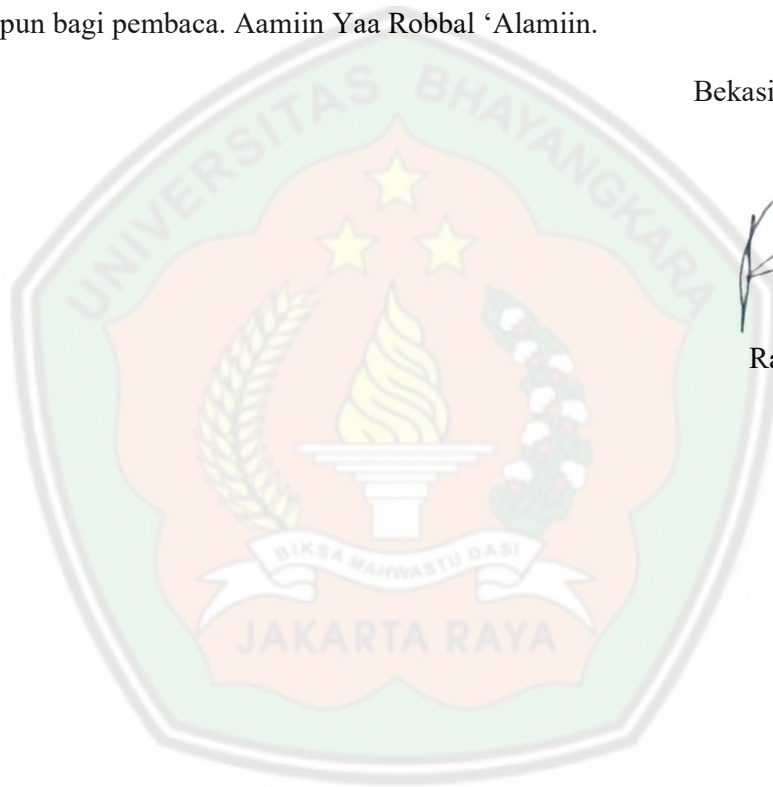 pun bagi pembaca. Aamiin Yaa Robbal ‘Alamiin.
Bekasi
Ra
UNIVERSITAS BHAYANGKARA
BIKSA MAHWASTU DASI
JAKARTA RAYA